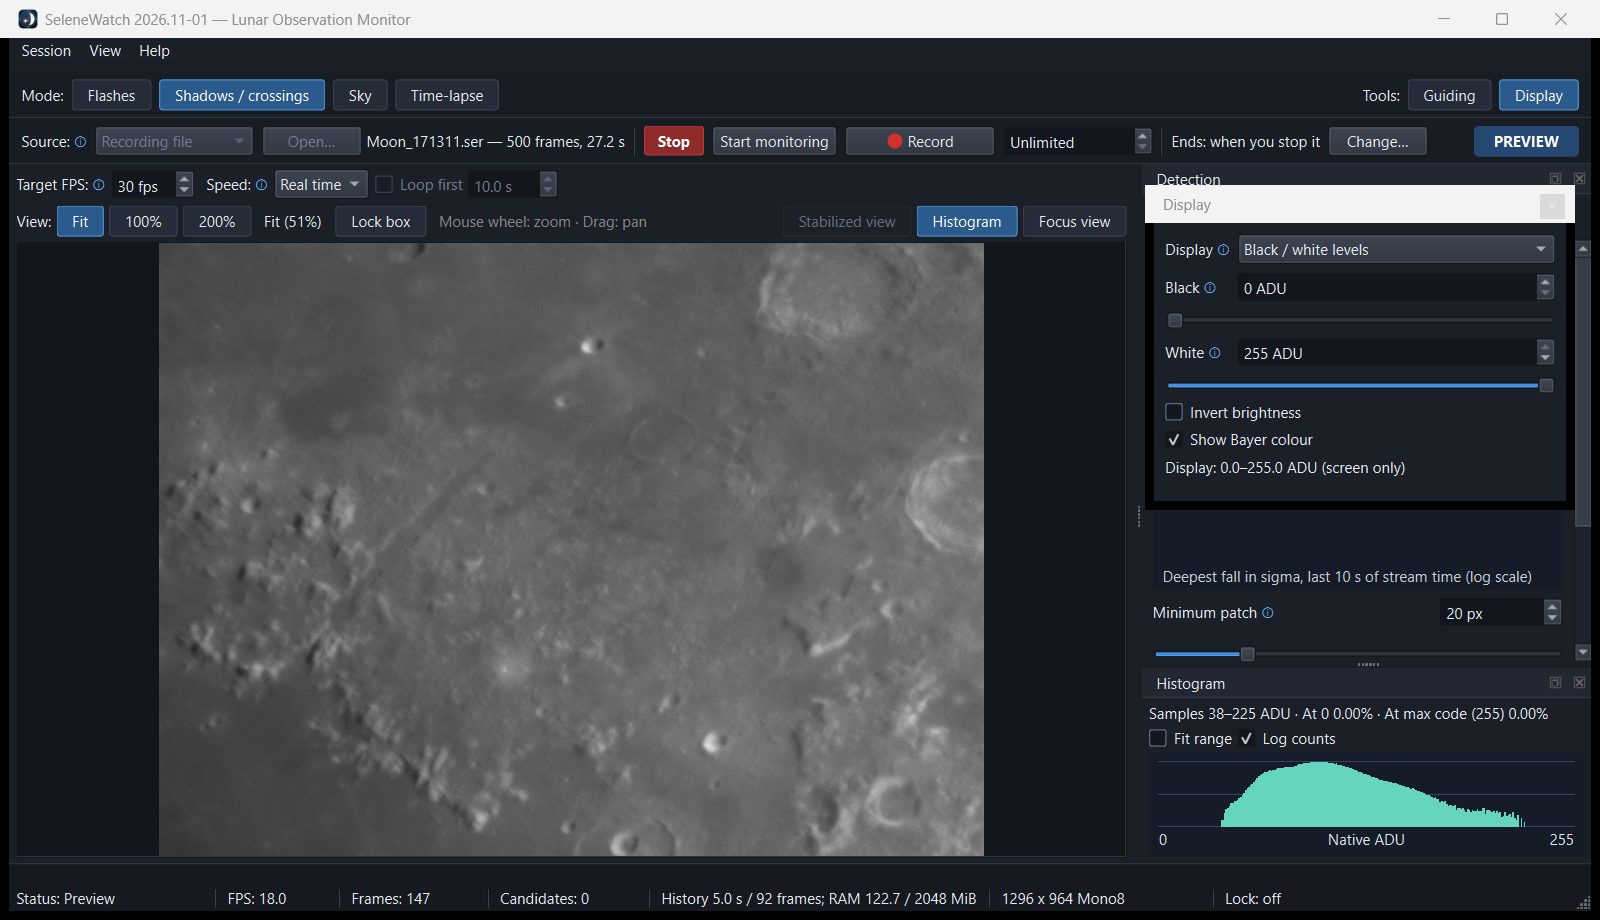 SeleneWatch 2026.11-01 — Lunar Observation Monitor
Session View Help
Mode: Flashes Shadows / crossings Sky Time-lapse Tools: Guiding Display
Source: Recording file Open... Moon_171311.ser — 500 frames, 27.2 s Stop Start monitoring Record Unlimited Ends: when you stop it Change... PREVIEW
Target FPS: 30 fps Speed: Real time Loop first 10.0 s
View: Fit 100% 200% Fit (51%) Lock box Mouse wheel: zoom · Drag: pan Stabilized view Histogram Focus view
Detection
Display
Display Black / white levels
Black 0 ADU
White 255 ADU
Invert brightness
Show Bayer colour
Display: 0.0–255.0 ADU (screen only)
Deepest fall in sigma, last 10 s of stream time (log scale)
Minimum patch 20 px
Histogram
Samples 38–225 ADU · At 0 0.00% · At max code (255) 0.00%
Fit range Log counts
0 Native ADU 255
Status: Preview FPS: 18.0 Frames: 147 Candidates: 0 History 5.0 s / 92 frames; RAM 122.7 / 2048 MiB 1296 x 964 Mono8 Lock: off